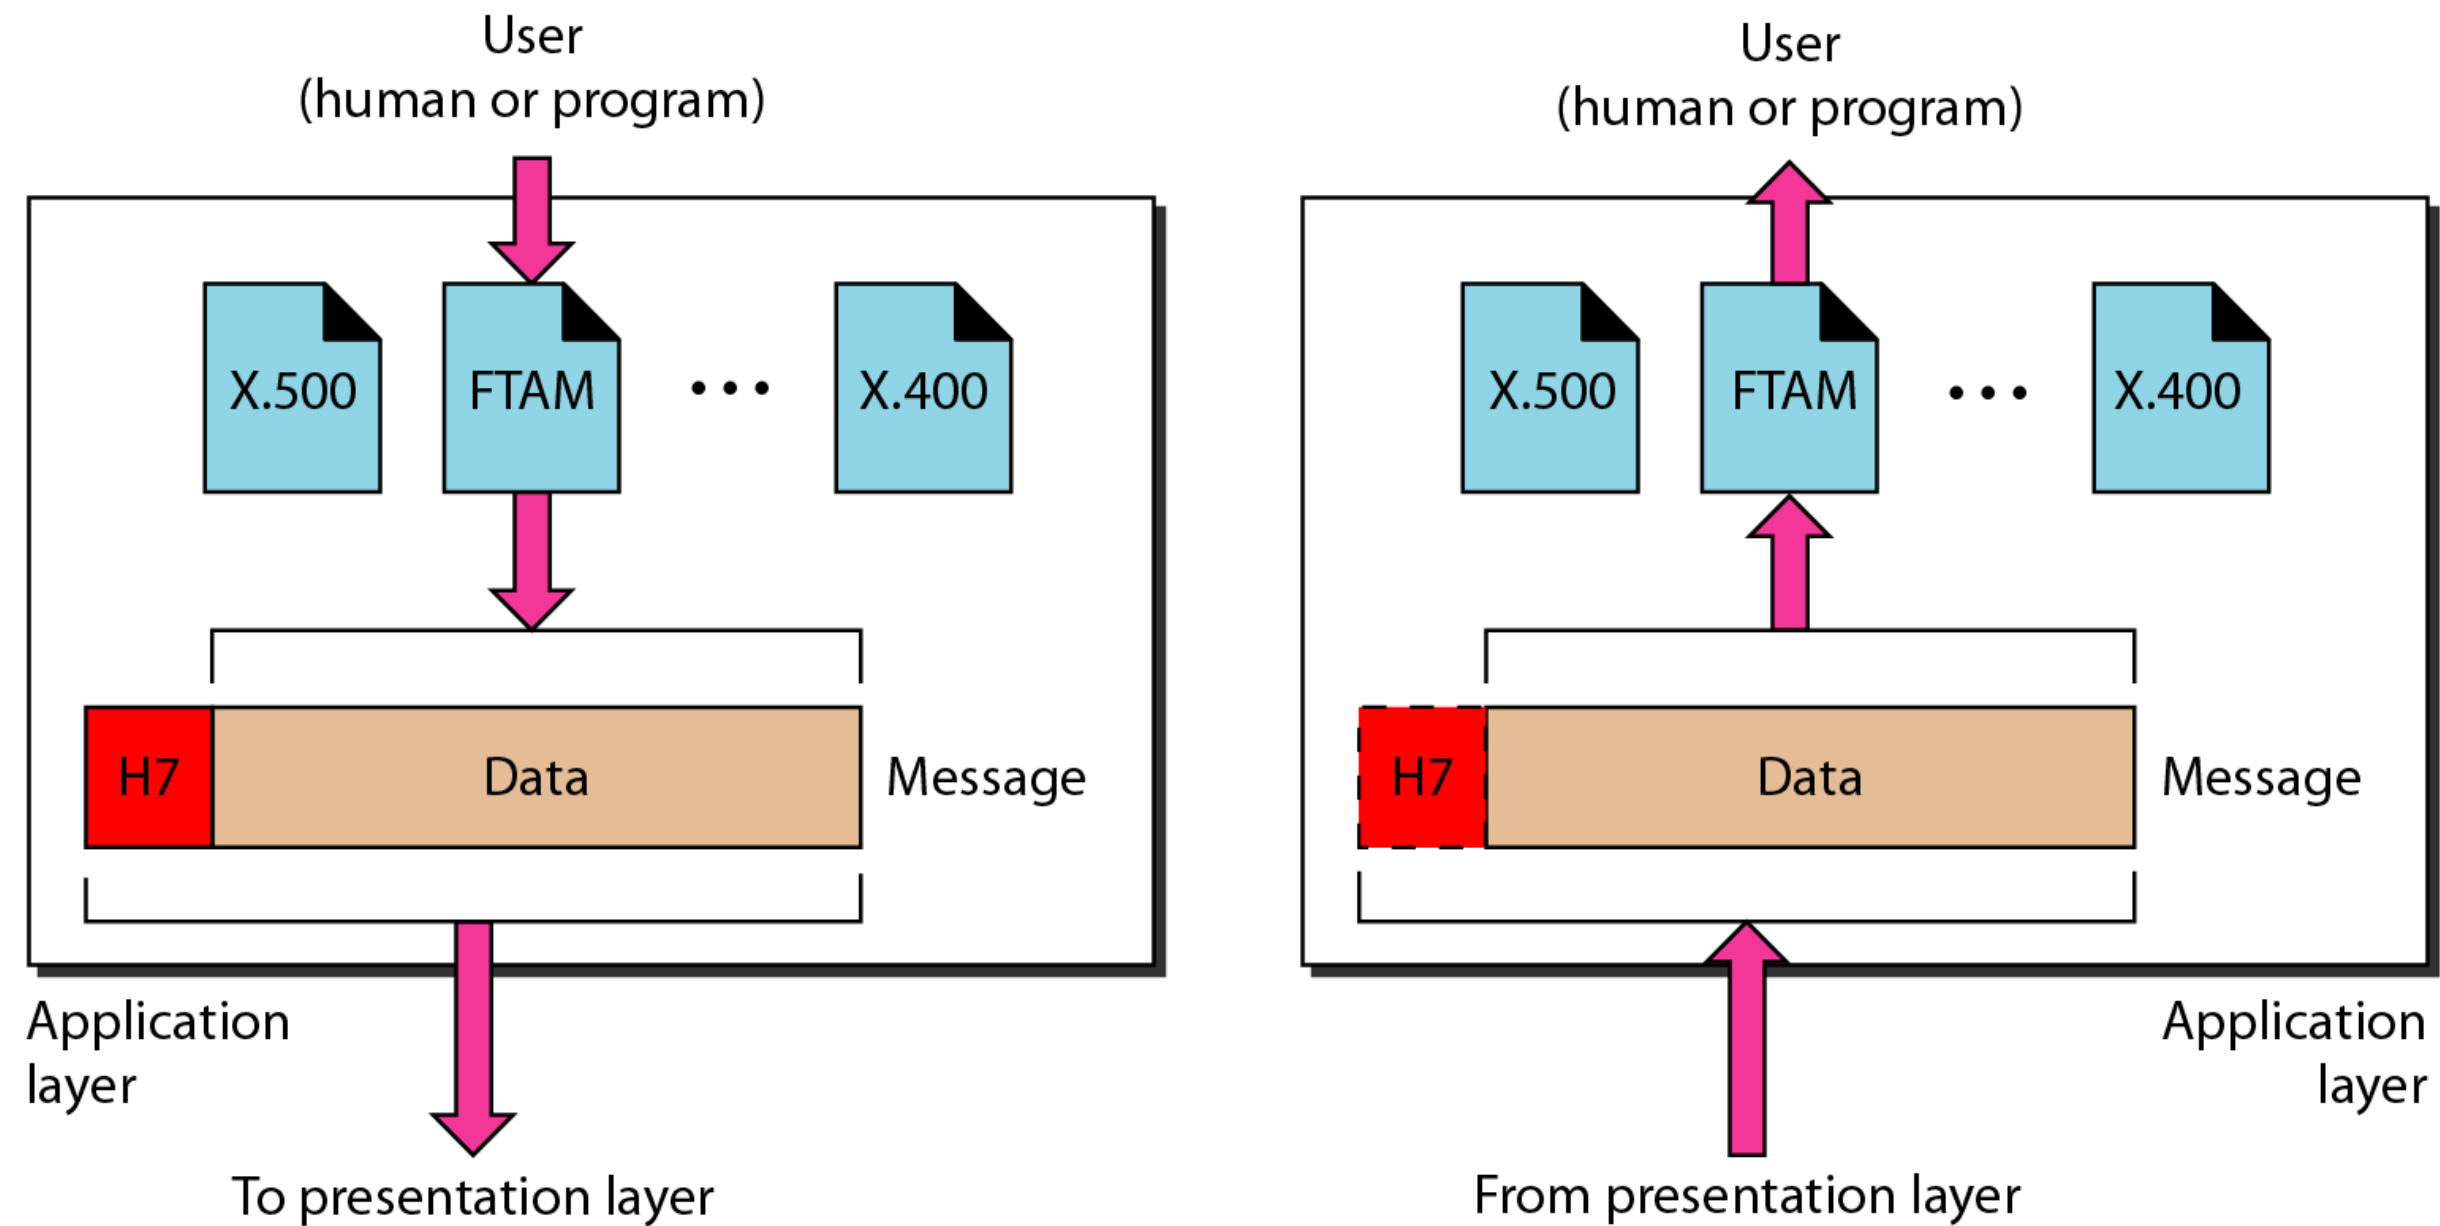 User
(human or program)
X.500
FTAM
...
X.400
H7
Data
Message
Application
layer
To presentation layer
User
(human or program)
X.500
FTAM
...
X.400
H7
Data
Message
Application
layer
From presentation layer